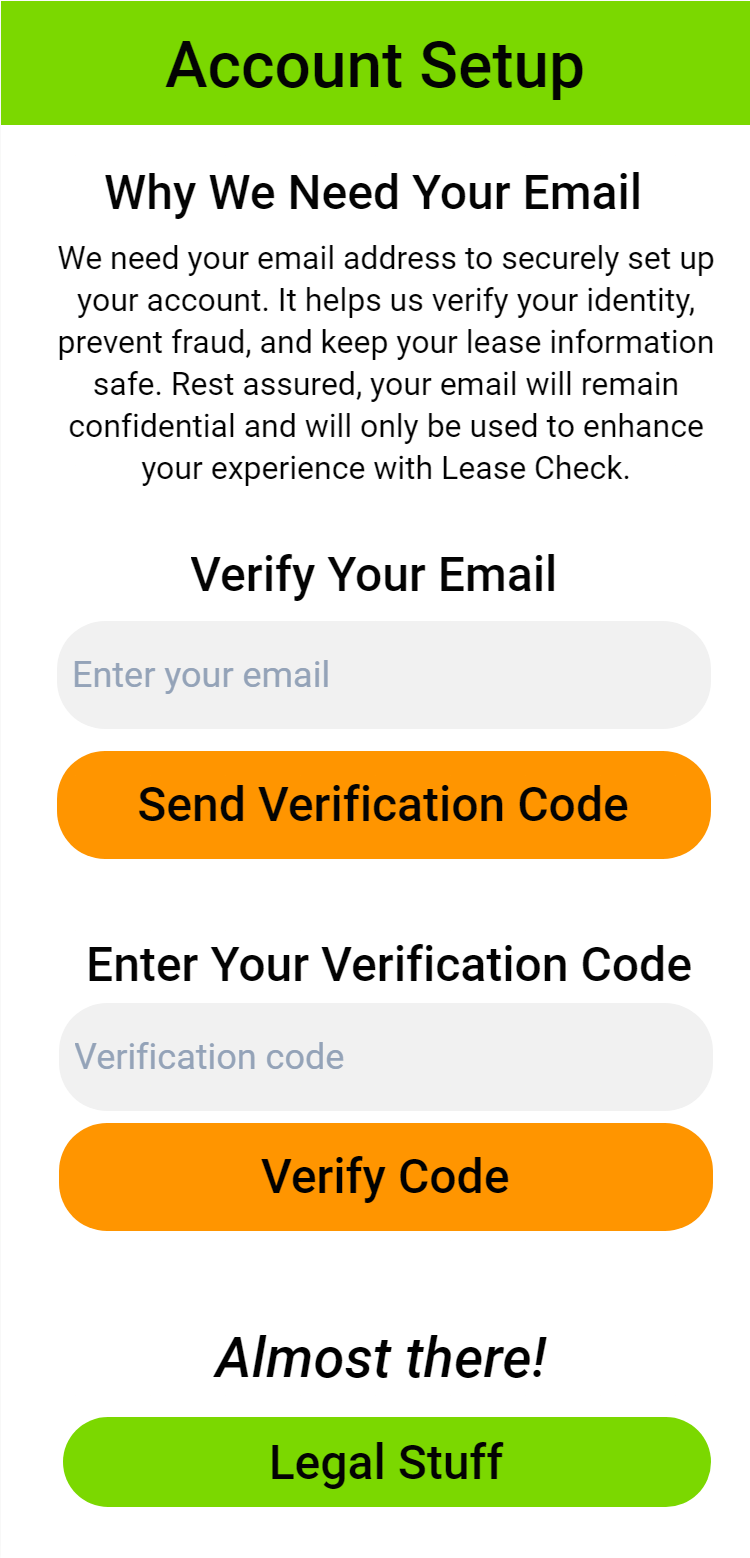 Account Setup
Why We Need Your Email
We need your email address to securely set up
your account. It helps us verify your identity,
prevent fraud, and keep your lease information
safe. Rest assured, your email will remain
confidential and will only be used to enhance
your experience with Lease Check.
Verify Your Email
Enter your email
Send Verification Code
Enter Your Verification Code
Verification code
Verify Code
Almost there!
Legal Stuff